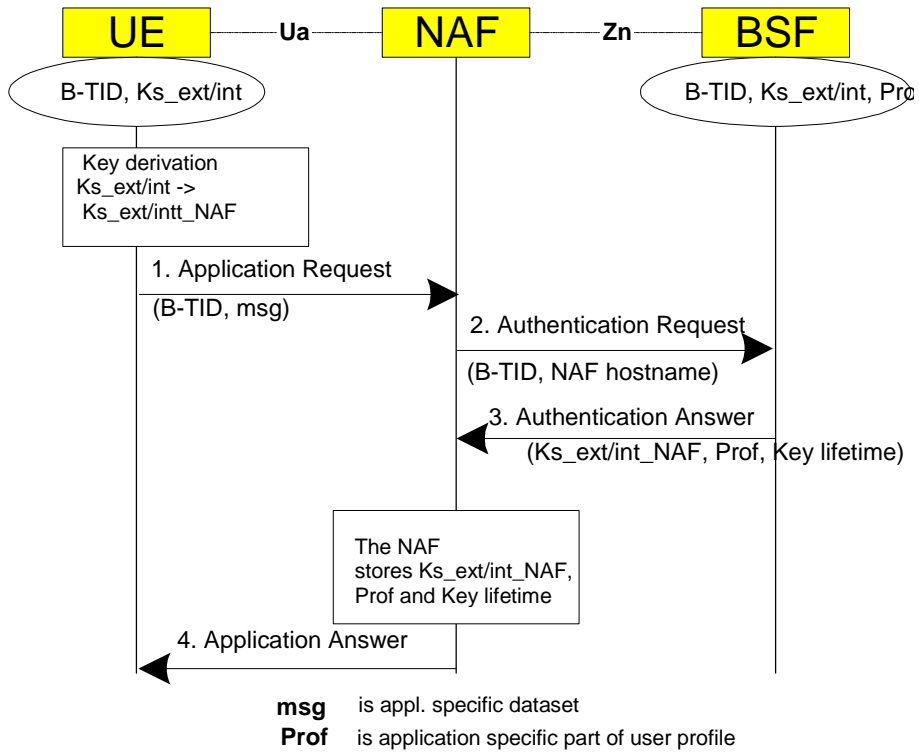 UE Ua NAF Zn BSF
B-TID, Ks_ext/int
B-TID, Ks_ext/int, Prof
Key derivation
Ks_ext/int ->
Ks_ext/intt_NAF
1. Application Request
(B-TID, msg)
2. Authentication Request
(B-TID, NAF hostname)
3. Authentication Answer
(Ks_ext/int_NAF, Prof, Key lifetime)
The NAF
stores Ks_ext/int_NAF,
Prof and Key lifetime
4. Application Answer
msg is appl. specific dataset
Prof is application specific part of user profile